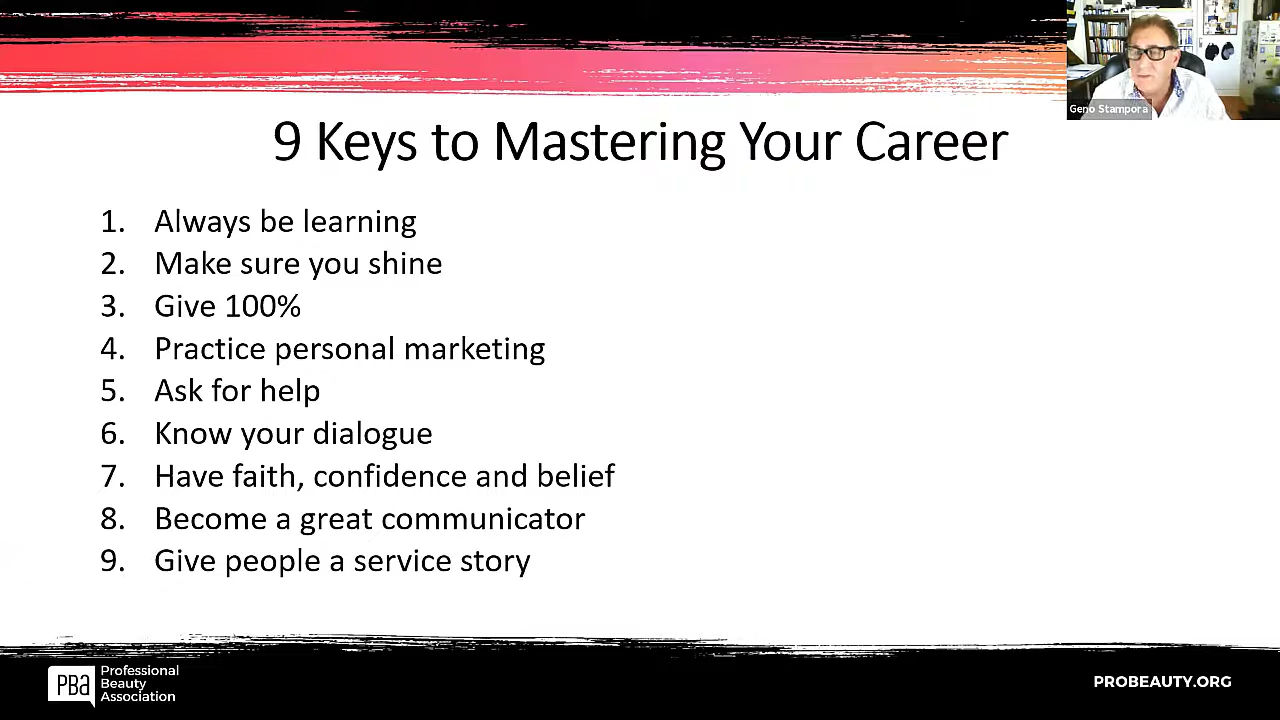 Geno Stampora
9 Keys to Mastering Your Career
1. Always be learning
2. Make sure you shine
3. Give 100%
4. Practice personal marketing
5. Ask for help
6. Know your dialogue
7. Have faith, confidence and belief
8. Become a great communicator
9. Give people a service story
PBa
Professional
Beauty
Association
PROBEAUTY.ORG